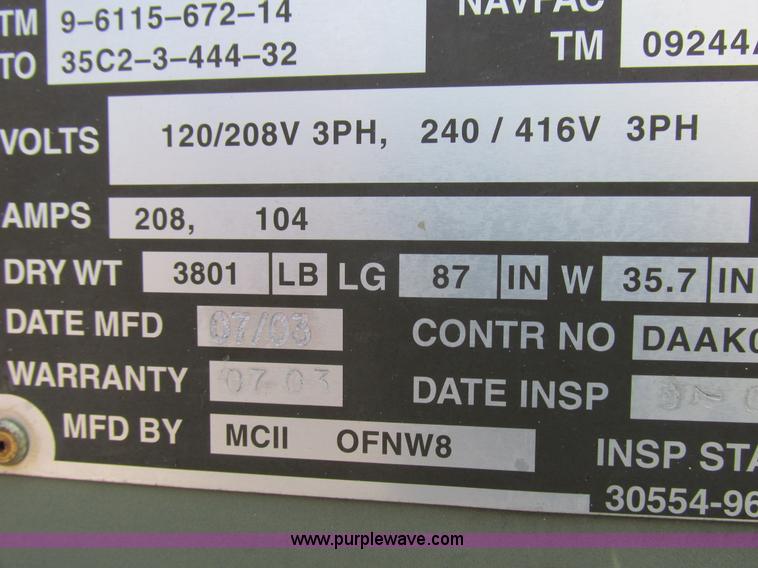 NAVFAC
TM 9-6115-672-14
TM 09244A
TO 35C2-3-444-32
VOLTS 120/208V 3PH, 240 / 416V 3PH
AMPS 208, 104
DRY WT 3801 LB LG 87 IN W 35.7 IN
DATE MFD 07/03 CONTR NO DAAK0
WARRANTY 07 03 DATE INSP
MFD BY MCII OFNW8 INSP STA
30554-96
www.purplewave.com